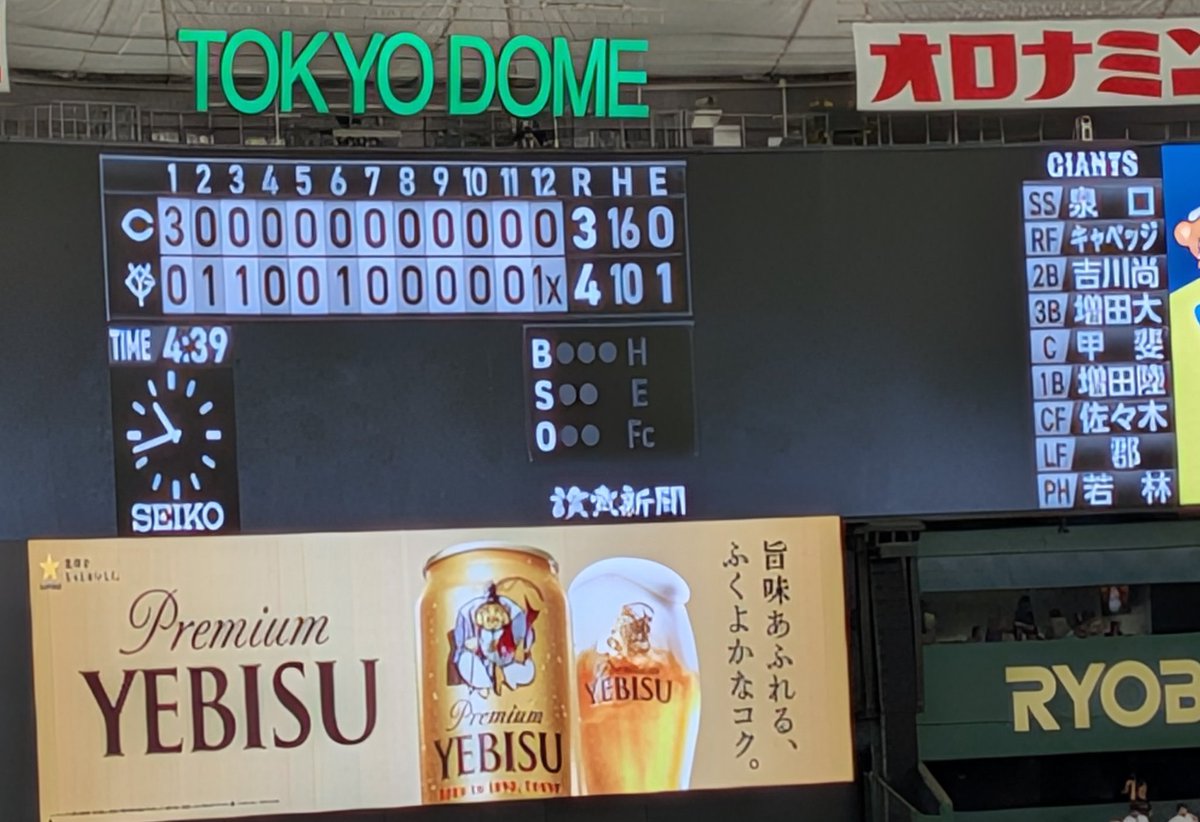 TOKYO DOME
オロナミン
1 2 3 4 5 6 7 8 9 10 11 12 R H E
C 3 0 0 0 0 0 0 0 0 0 0 0 3 16 0
0 1 1 0 0 1 0 0 0 0 0 1x 4 10 1
TIME 4:39
SEIKO
B H
S E
O Fc
読売新聞
GIANTS
SS 泉口
RF キャベッジ
2B 吉川尚
3B 増田大
C 甲斐
1B 増田陸
CF 佐々木
LF 郡
PH 若林
Premium
YEBISU
Premium
YEBISU
Premium
YEBISU
旨味あふれる、
ふくよかなコク。
RYOB